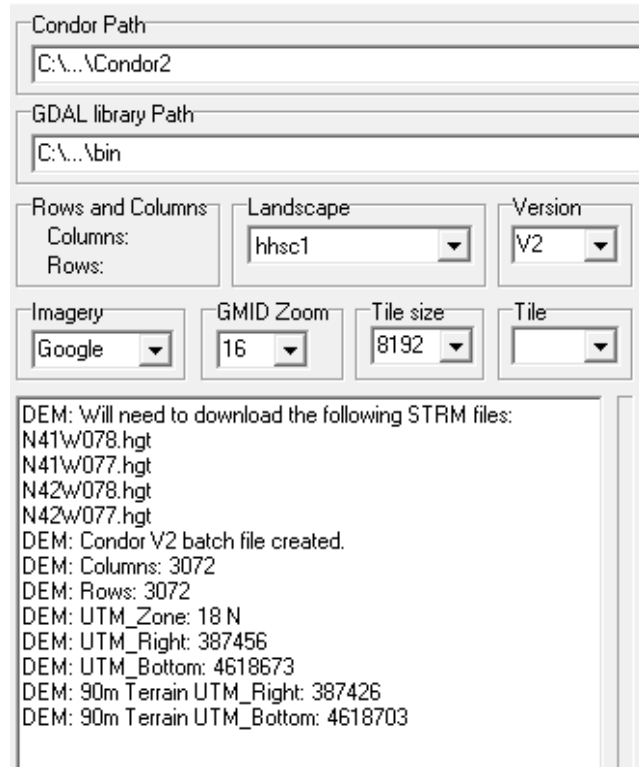 Condor Path
C:\...\Condor2
GDAL library Path
C:\...\bin
Rows and Columns
Columns:
Rows:
Landscape
hhsc1
Version
V2
Imagery
Google
GMID Zoom
16
Tile size
8192
Tile
DEM: Will need to download the following STRM files:
N41W078.hgt
N41W077.hgt
N42W078.hgt
N42W077.hgt
DEM: Condor V2 batch file created.
DEM: Columns: 3072
DEM: Rows: 3072
DEM: UTM_Zone: 18 N
DEM: UTM_Right: 387456
DEM: UTM_Bottom: 4618673
DEM: 90m Terrain UTM_Right: 387426
DEM: 90m Terrain UTM_Bottom: 4618703